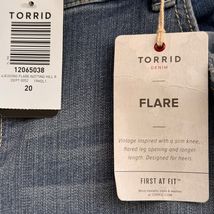 TORRID
12065038
20
TORRID
DENIM
FLARE
Vintage inspired with a slim knee,
flared leg opening and longer
length. Designed for heels.
FIRST AT FIT™